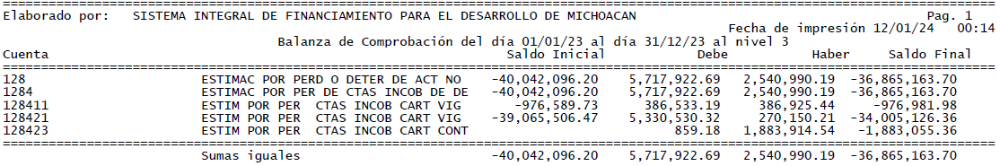 Elaborado por: SISTEMA INTEGRAL DE FINANCIAMIENTO PARA EL DESARROLLO DE MICHOACAN Pag. 1
Fecha de impresión 12/01/24 00:14
Balanza de Comprobación del día 01/01/23 al día 31/12/23 al nivel 3
Cuenta Saldo Inicial Debe Haber Saldo Final
128 ESTIMAC POR PERD O DETER DE ACT NO -40,042,096.20 5,717,922.69 2,540,990.19 -36,865,163.70
1284 ESTIMAC POR PER DE CTAS INCOB DE DE -40,042,096.20 5,717,922.69 2,540,990.19 -36,865,163.70
128411 ESTIM POR PER CTAS INCOB CART VIG -976,589.73 386,533.19 386,925.44 -976,981.98
128421 ESTIM POR PER CTAS INCOB CART VIG -39,065,506.47 5,330,530.32 270,150.21 -34,005,126.36
128423 ESTIM POR PER CTAS INCOB CART CONT 859.18 1,883,914.54 -1,883,055.36
Sumas iguales -40,042,096.20 5,717,922.69 2,540,990.19 -36,865,163.70